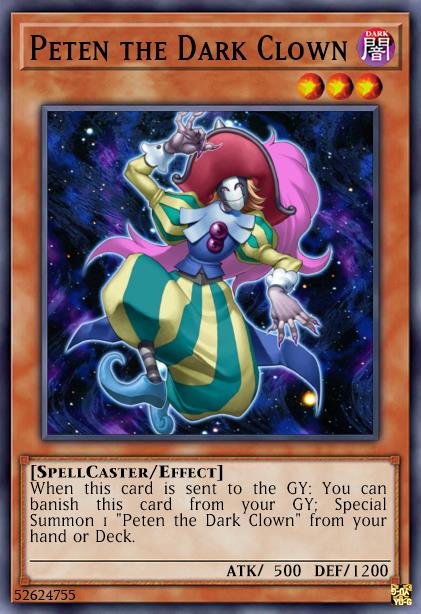 PETEN THE DARK CLOWN
DARK
闇
[SPELLCASTER/EFFECT]
When this card is sent to the GY: You can
banish this card from your GY; Special
Summon 1 "Peten the Dark Clown" from your
hand or Deck.
ATK/ 500 DEF/1200
52624755